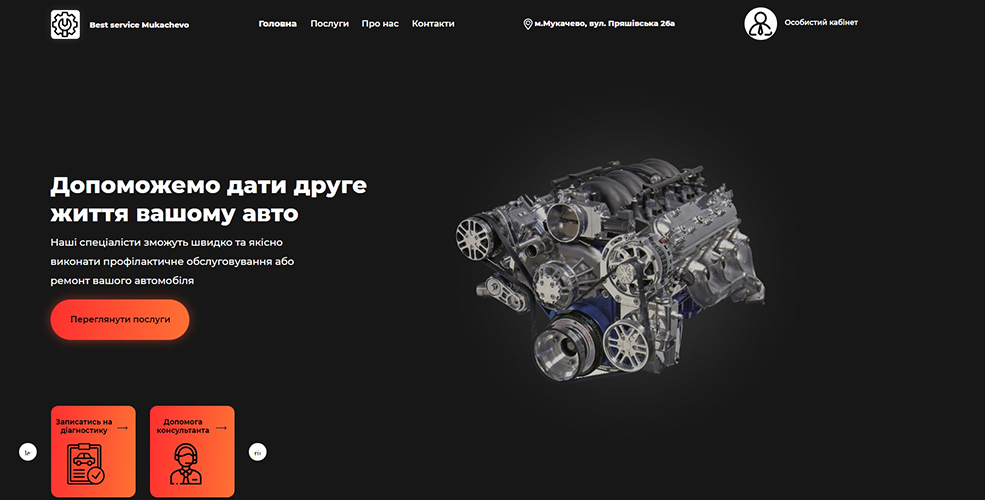 Best service Mukachevo
Головна
Послуги
Про нас
Контакти
м.Мукачево, вул. Пряшівська 26а
Особистий кабінет
Допоможемо дати друге
життя вашому авто
Наші спеціалісти зможуть швидко та якісно
виконати профілактичне обслуговування або
ремонт вашого автомобіля
Переглянути послуги
Записатись на
діагностику
Допомога
консультанта